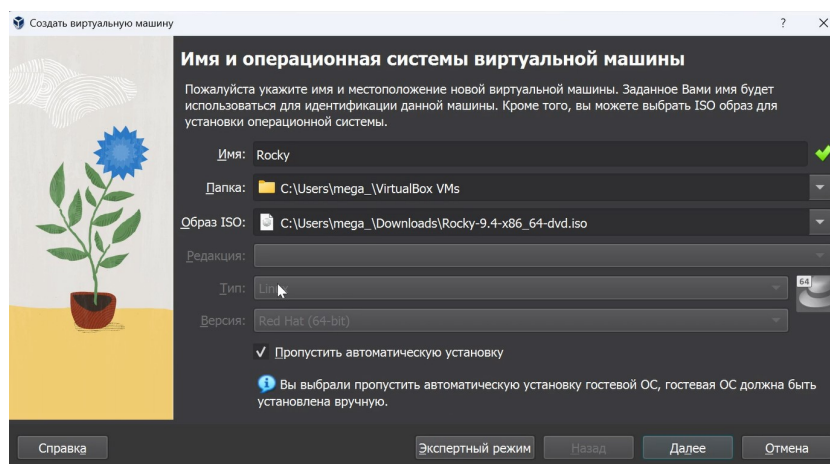 Создать виртуальную машину
?
Имя и операционная системы виртуальной машины
Пожалуйста укажите имя и местоположение новой виртуальной машины. Заданное Вами имя будет
использоваться для идентификации данной машины. Кроме того, вы можете выбрать ISO образ для
установки операционной системы.
Имя: Rocky
Папка: C:\Users\mega_\VirtualBox VMs
Образ ISO: C:\Users\mega_\Downloads\Rocky-9.4-x86_64-dvd.iso
Редакция:
Тип: Linux
64
Версия: Red Hat (64-bit)
Пропустить автоматическую установку
Вы выбрали пропустить автоматическую установку гостевой ОС, гостевая ОС должна быть
установлена вручную.
Справка Экспертный режим Назад Далее Отмена